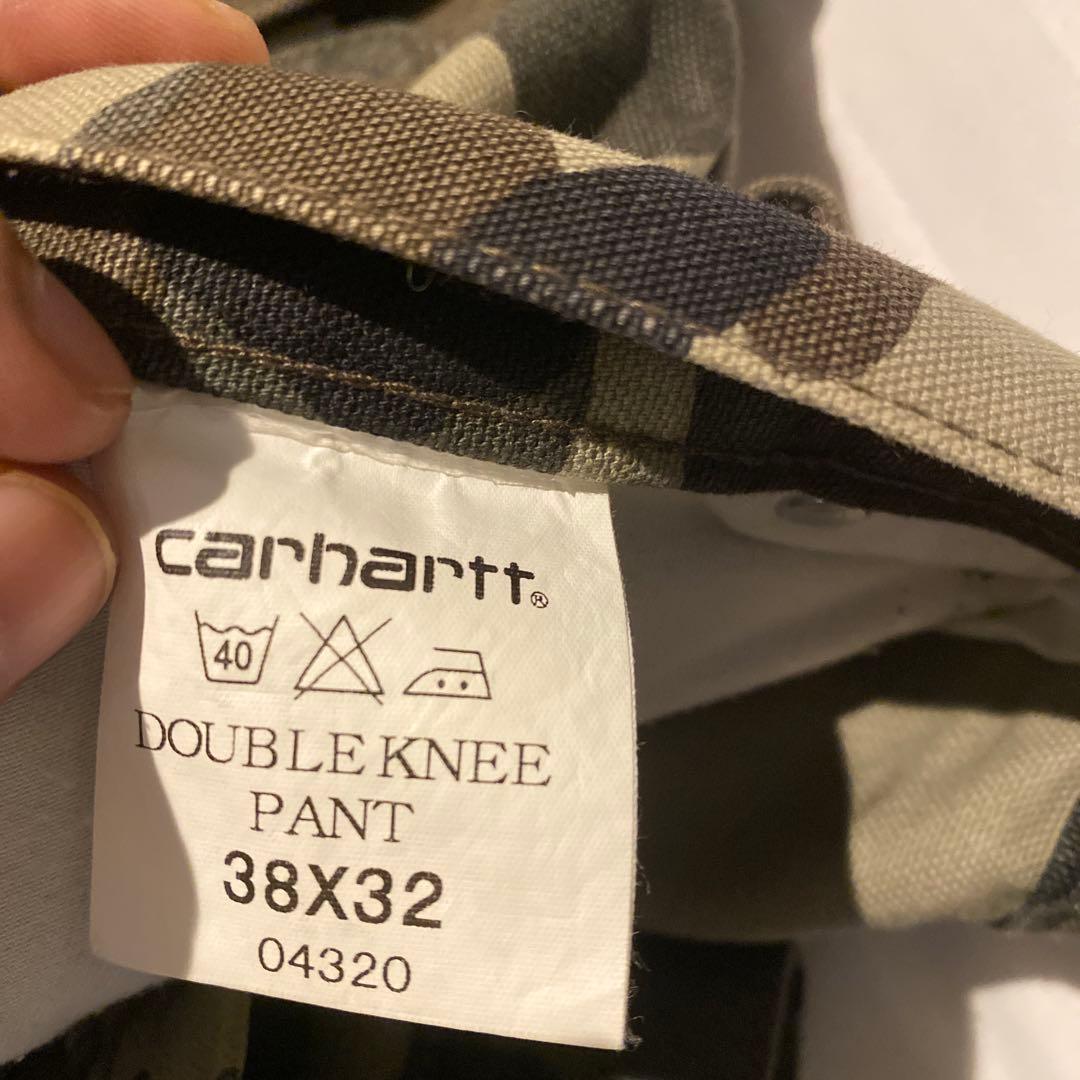 carhartt®
40
DOUBLE KNEE
PANT
38X32
04320